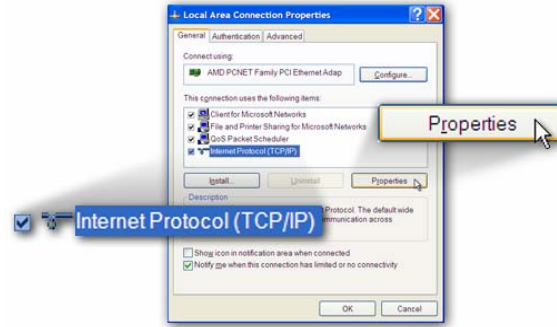 Local Area Connection Properties
General Authentication Advanced
Connect using:
AMD PCNET Family PCI Ethernet Adap Configure...
This connection uses the following items:
Client for Microsoft Networks
File and Printer Sharing for Microsoft Networks
QoS Packet Scheduler
Internet Protocol (TCP/IP)
Install... Uninstall Properties
Properties
Description
Protocol. The default wide
communication across
Internet Protocol (TCP/IP)
Show icon in notification area when connected
Notify me when this connection has limited or no connectivity
OK Cancel